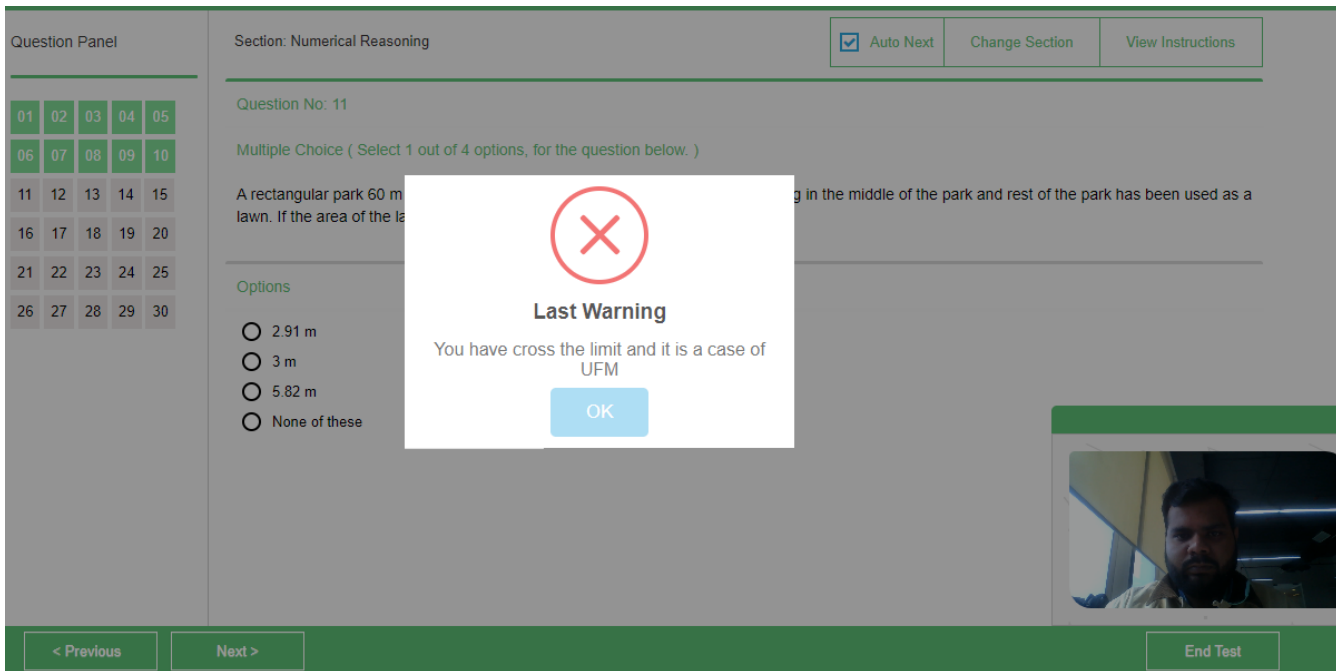 Question Panel
Section: Numerical Reasoning
Auto Next
Change Section
View Instructions
01 02 03 04 05
06 07 08 09 10
11 12 13 14 15
16 17 18 19 20
21 22 23 24 25
26 27 28 29 30
Question No: 11
Multiple Choice ( Select 1 out of 4 options, for the question below. )
A rectangular park 60 m in the middle of the park and rest of the park has been used as a
lawn. If the area of the
Options
2.91 m
3 m
5.82 m
None of these
Last Warning
You have cross the limit and it is a case of
UFM
OK
< Previous
Next >
End Test